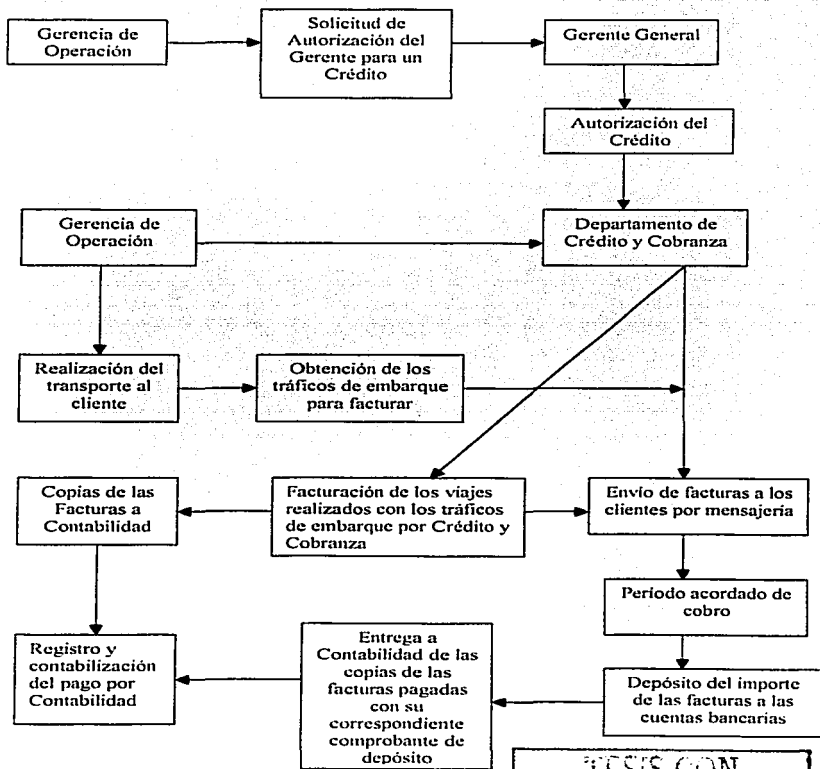 Gerencia de
Operación
Solicitud de
Autorización del
Gerente para un
Crédito
Gerente General
Autorización del
Crédito
Gerencia de
Operación
Departamento de
Crédito y Cobranza
Realización del
transporte al
cliente
Obtención de los
tráficos de embarque
para facturar
Copias de las
Facturas a
Contabilidad
Facturación de los viajes
realizados con los tráficos
de embarque por Crédito y
Cobranza
Envío de facturas a los
clientes por mensajería
Período acordado de
cobro
Registro y
contabilización
del pago por
Contabilidad
Entrega a
Contabilidad de las
copias de las
facturas pagadas
con su
correspondiente
comprobante de
depósito
Depósito del importe
de las facturas a las
cuentas bancarias
TESIS CON